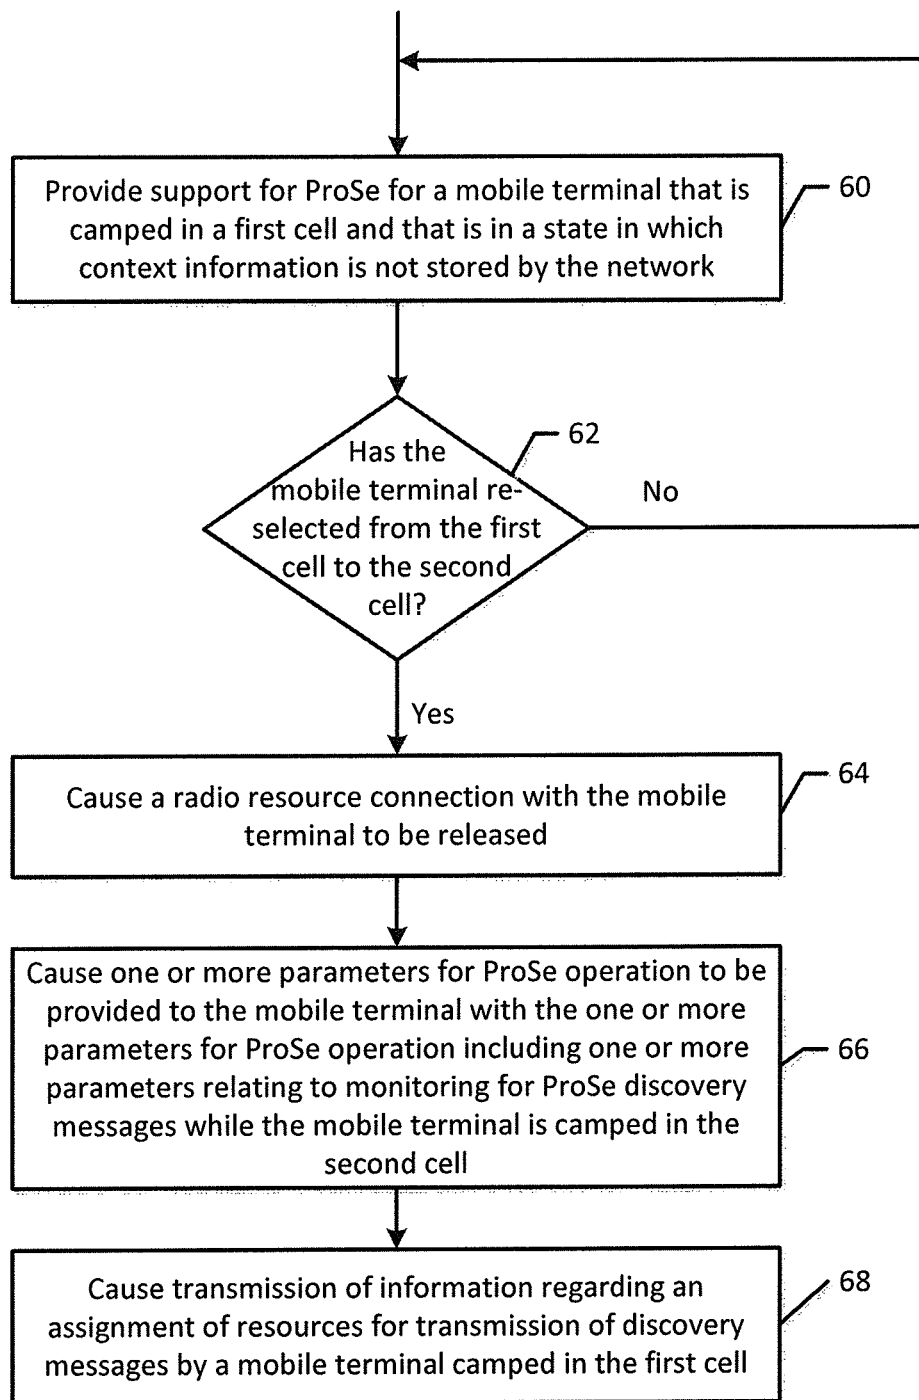 Provide support for ProSe for a mobile terminal that is
camped in a first cell and that is in a state in which
context information is not stored by the network
60
Has the
mobile terminal re-
selected from the first
cell to the second
cell?
62
No
Yes
Cause a radio resource connection with the mobile
terminal to be released
64
Cause one or more parameters for ProSe operation to be
provided to the mobile terminal with the one or more
parameters for ProSe operation including one or more
parameters relating to monitoring for ProSe discovery
messages while the mobile terminal is camped in the
second cell
66
Cause transmission of information regarding an
assignment of resources for transmission of discovery
messages by a mobile terminal camped in the first cell
68